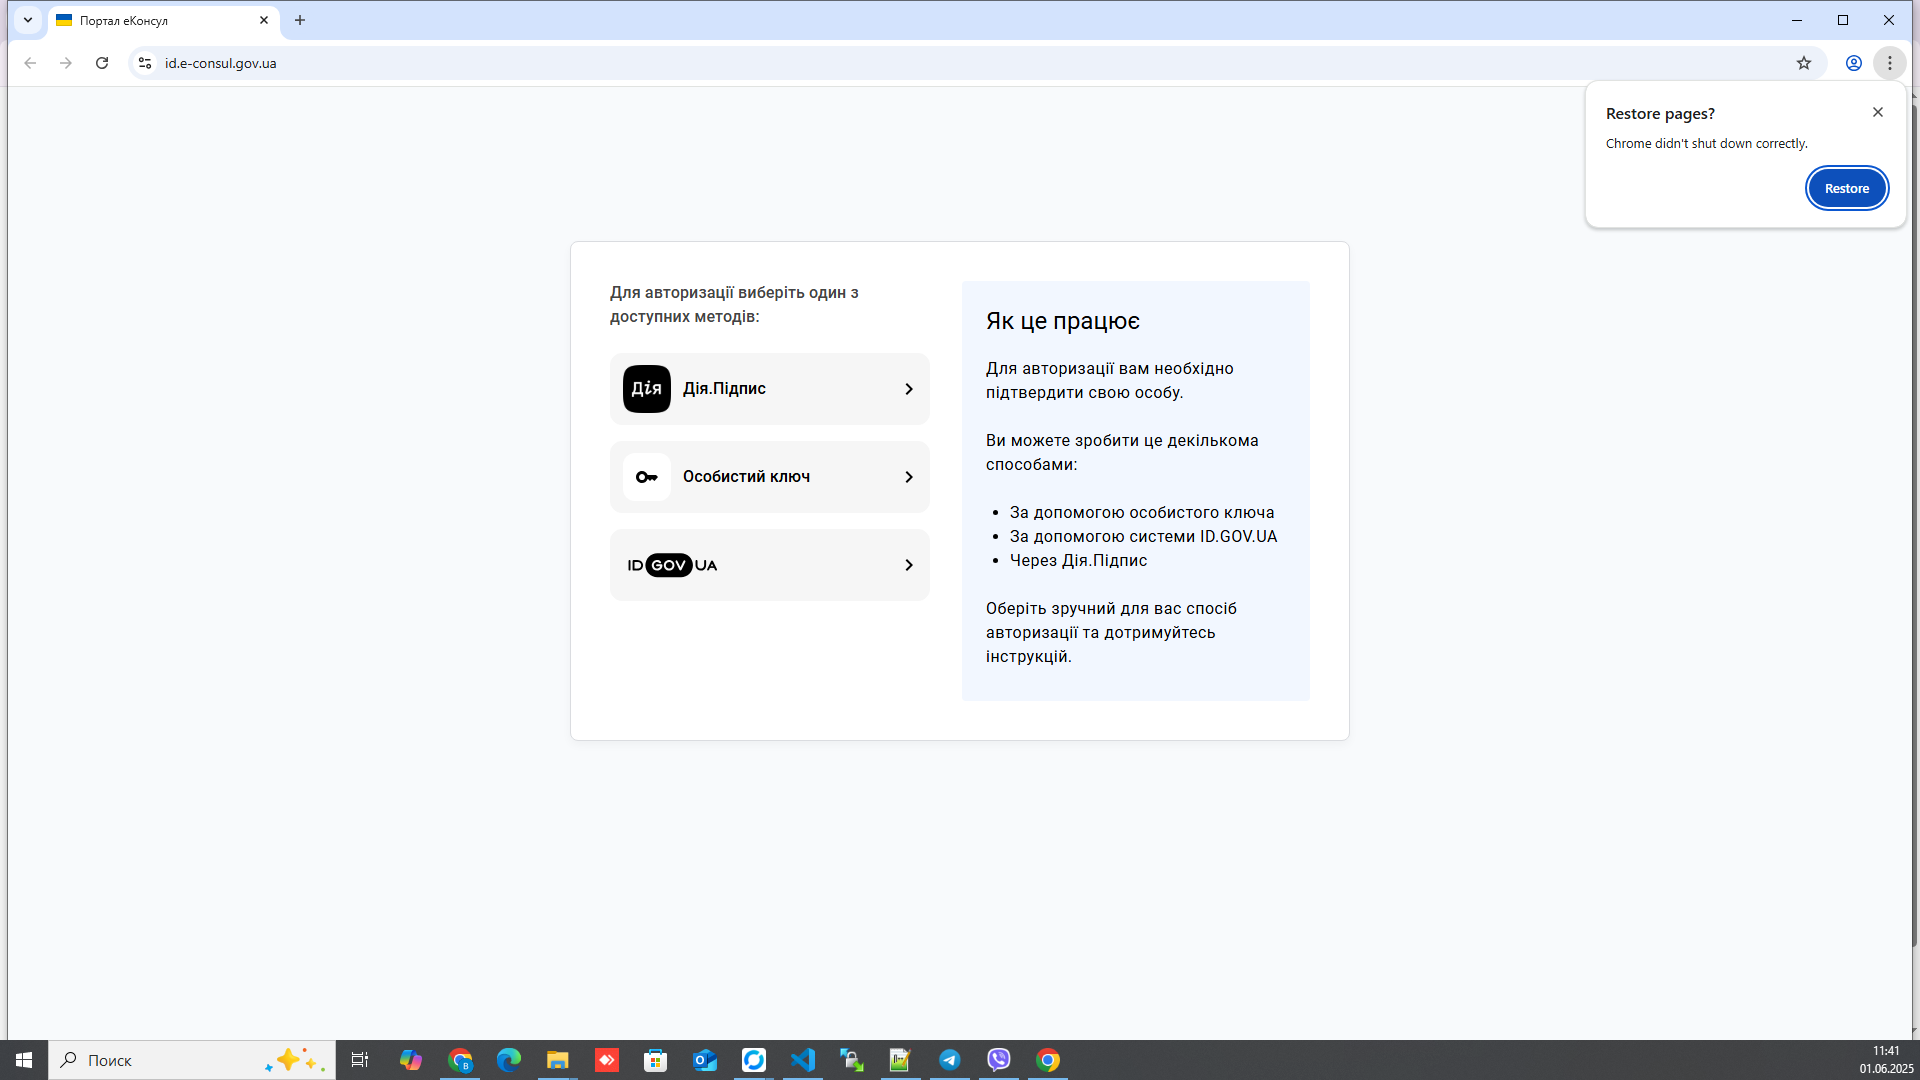 Портал еКонсул
id.e-consul.gov.ua
Restore pages?
Chrome didn't shut down correctly.
Restore
Для авторизації виберіть один з
доступних методів:
Дія Дія.Підпис
Особистий ключ
ID GOV UA
Як це працює
Для авторизації вам необхідно
підтвердити свою особу.
Ви можете зробити це декількома
способами:
• За допомогою особистого ключа
• За допомогою системи ID.GOV.UA
• Через Дія.Підпис
Оберіть зручний для вас спосіб
авторизації та дотримуйтесь
інструкцій.
Поиск
11:41
01.06.2025